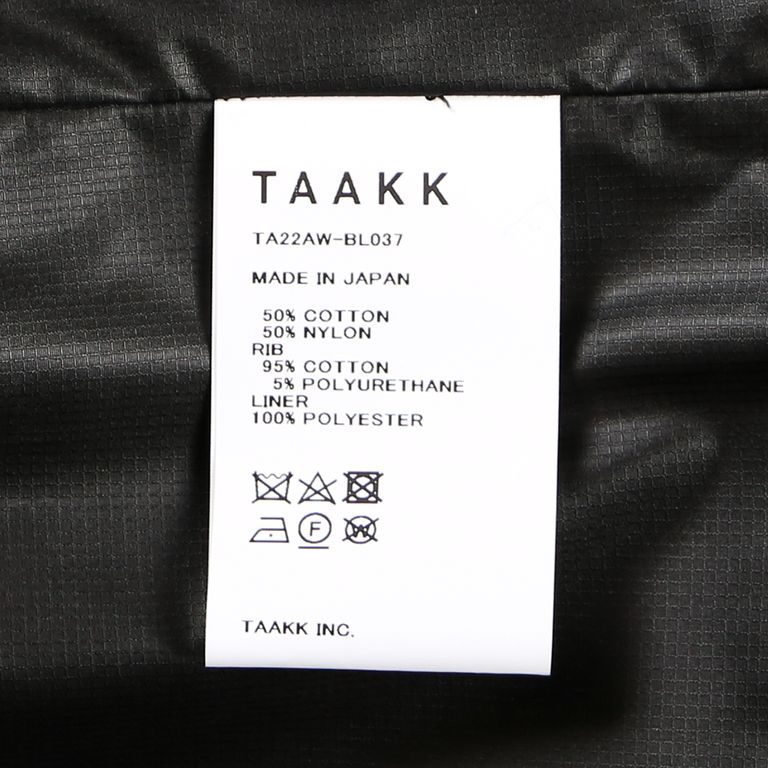 TAAKK
TA22AW-BL037
MADE IN JAPAN
50% COTTON
50% NYLON
RIB
95% COTTON
5% POLYURETHANE
LINER
100% POLYESTER
F
W
TAAKK INC.